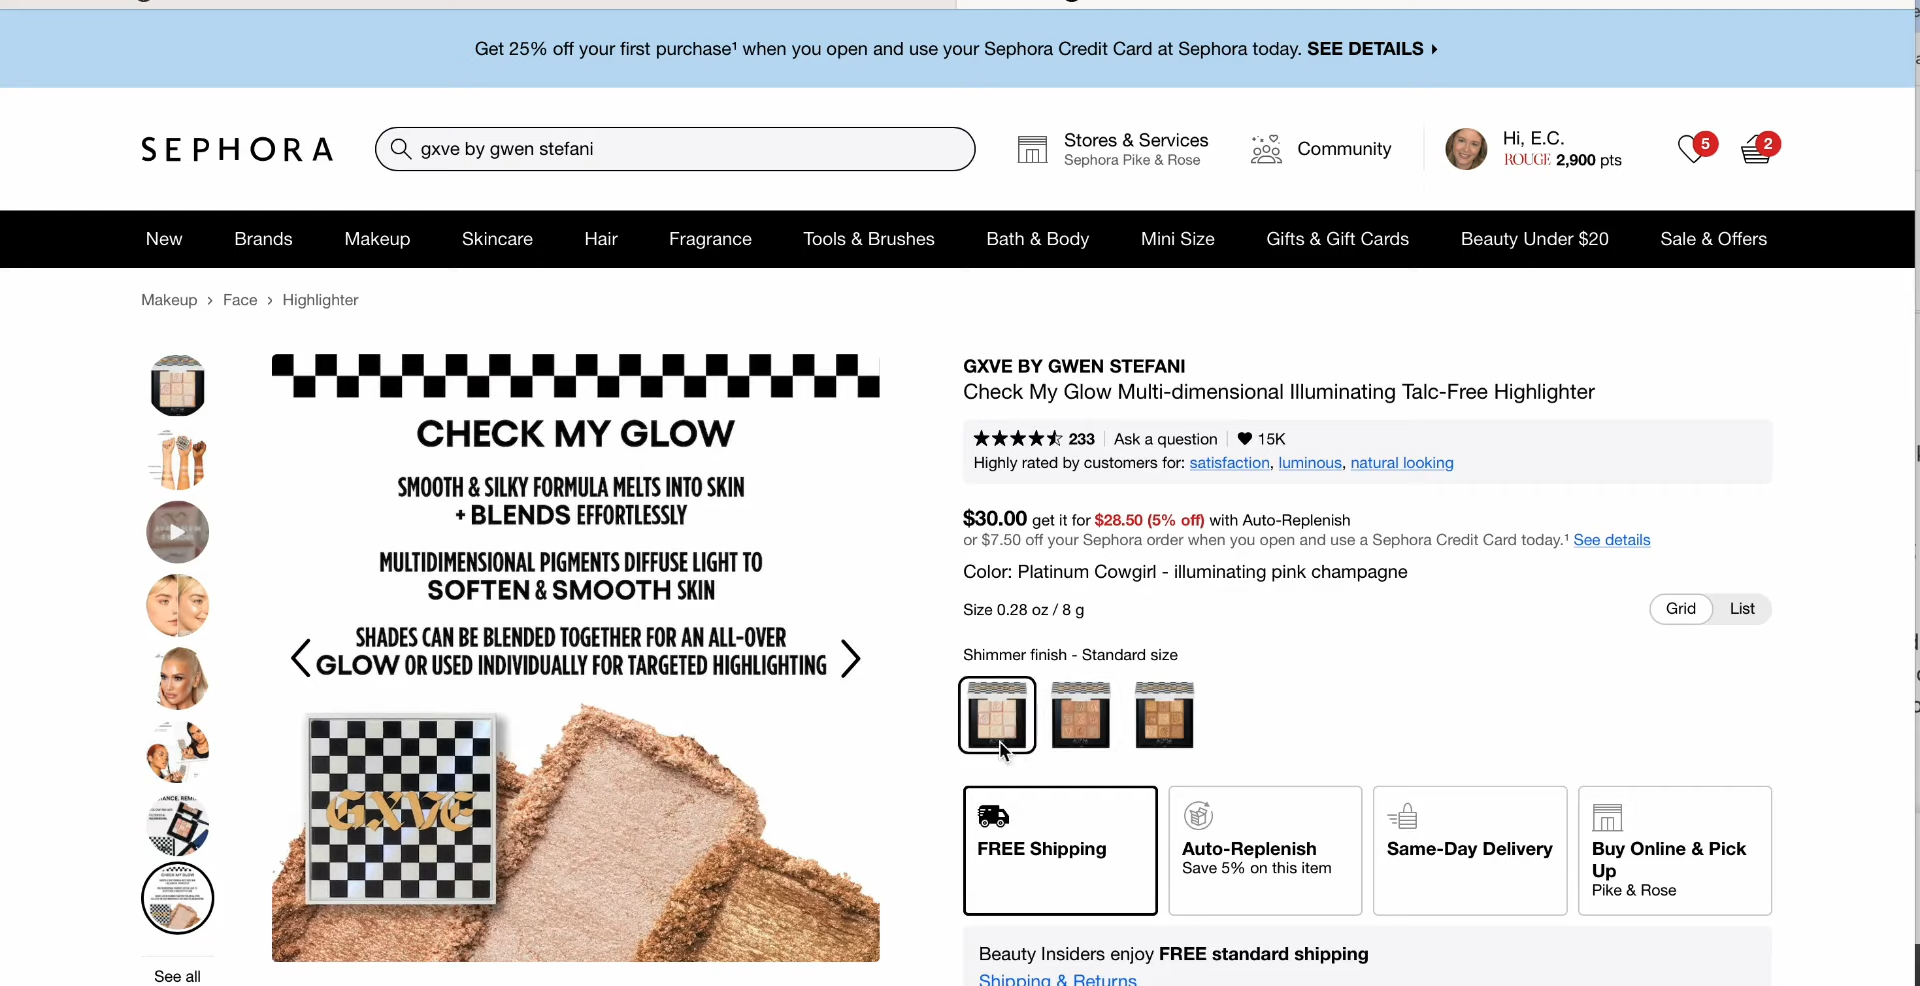 Get 25% off your first purchase¹ when you open and use your Sephora Credit Card at Sephora today. SEE DETAILS
SEPHORA
gxve by gwen stefani
Stores & Services
Sephora Pike & Rose
Community
Hi, E.C.
ROUGE 2,900 pts
5
2
New
Brands
Makeup
Skincare
Hair
Fragrance
Tools & Brushes
Bath & Body
Mini Size
Gifts & Gift Cards
Beauty Under $20
Sale & Offers
Makeup › Face › Highlighter
See all
CHECK MY GLOW
SMOOTH & SILKY FORMULA MELTS INTO SKIN
+ BLENDS EFFORTLESSLY
MULTIDIMENSIONAL PIGMENTS DIFFUSE LIGHT TO
SOFTEN & SMOOTH SKIN
SHADES CAN BE BLENDED TOGETHER FOR AN ALL-OVER
GLOW OR USED INDIVIDUALLY FOR TARGETED HIGHLIGHTING
GXVE
GXVE BY GWEN STEFANI
Check My Glow Multi-dimensional Illuminating Talc-Free Highlighter
233 Ask a question 15K
Highly rated by customers for: satisfaction, luminous, natural looking
$30.00 get it for $28.50 (5% off) with Auto-Replenish
or $7.50 off your Sephora order when you open and use a Sephora Credit Card today.¹ See details
Color: Platinum Cowgirl - illuminating pink champagne
Size 0.28 oz / 8 g
Grid
List
Shimmer finish - Standard size
FREE Shipping
Auto-Replenish
Save 5% on this item
Same-Day Delivery
Buy Online & Pick
Up
Pike & Rose
Beauty Insiders enjoy FREE standard shipping
Shipping & Returns